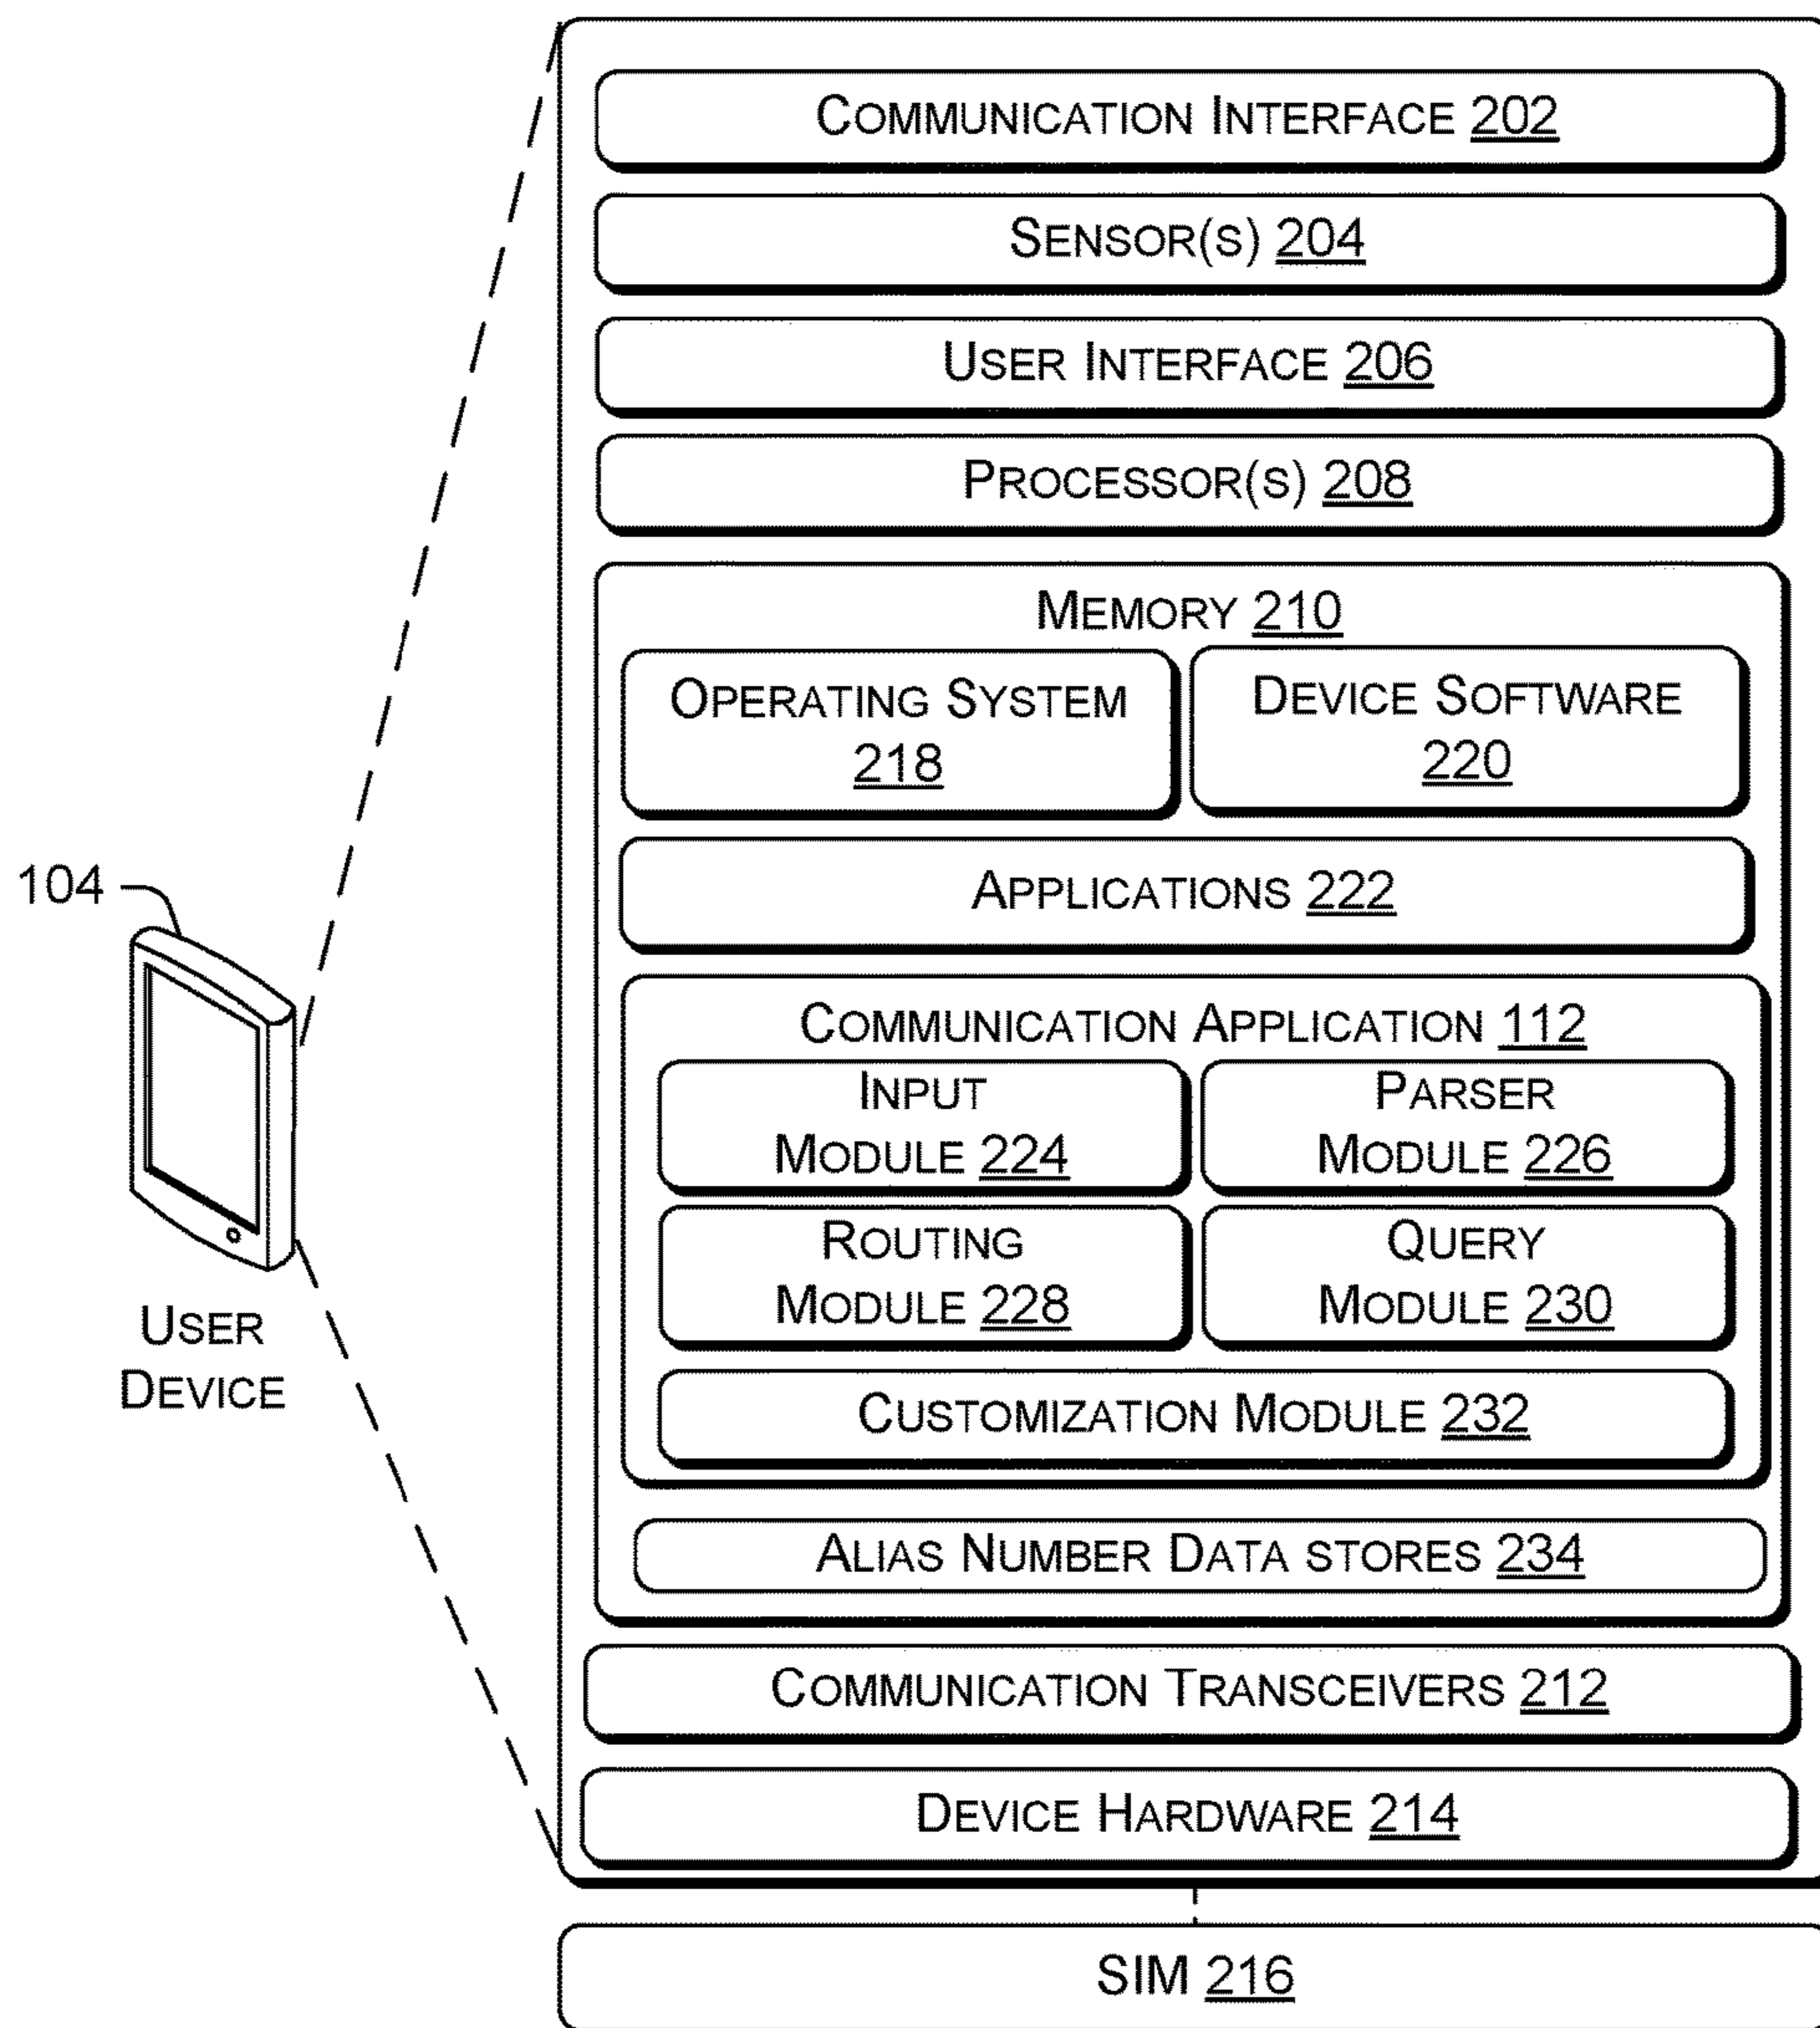 COMMUNICATION INTERFACE 202
SENSOR(S) 204
USER INTERFACE 206
PROCESSOR(S) 208
MEMORY 210
OPERATING SYSTEM
218
DEVICE SOFTWARE
220
APPLICATIONS 222
COMMUNICATION APPLICATION 112
INPUT
MODULE 224
PARSER
MODULE 226
ROUTING
MODULE 228
QUERY
MODULE 230
CUSTOMIZATION MODULE 232
ALIAS NUMBER DATA STORES 234
COMMUNICATION TRANSCEIVERS 212
DEVICE HARDWARE 214
SIM 216
104
USER
DEVICE